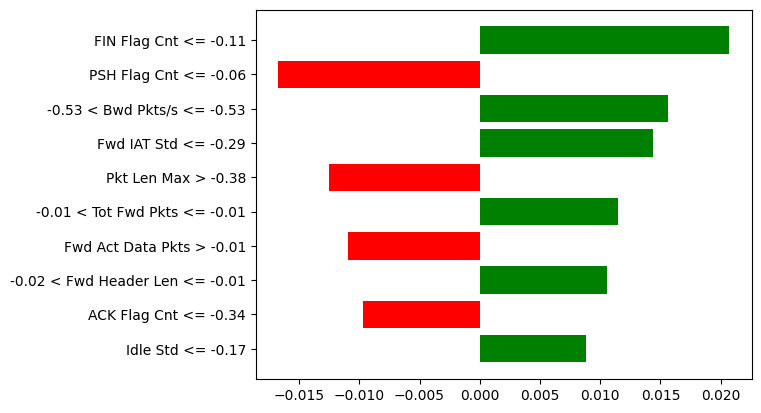 FIN Flag Cnt <= -0.11
PSH Flag Cnt <= -0.06
-0.53 < Bwd Pkts/s <= -0.53
Fwd IAT Std <= -0.29
Pkt Len Max > -0.38
-0.01 < Tot Fwd Pkts <= -0.01
Fwd Act Data Pkts > -0.01
-0.02 < Fwd Header Len <= -0.01
ACK Flag Cnt <= -0.34
Idle Std <= -0.17
−0.015 −0.010 −0.005 0.000 0.005 0.010 0.015 0.020